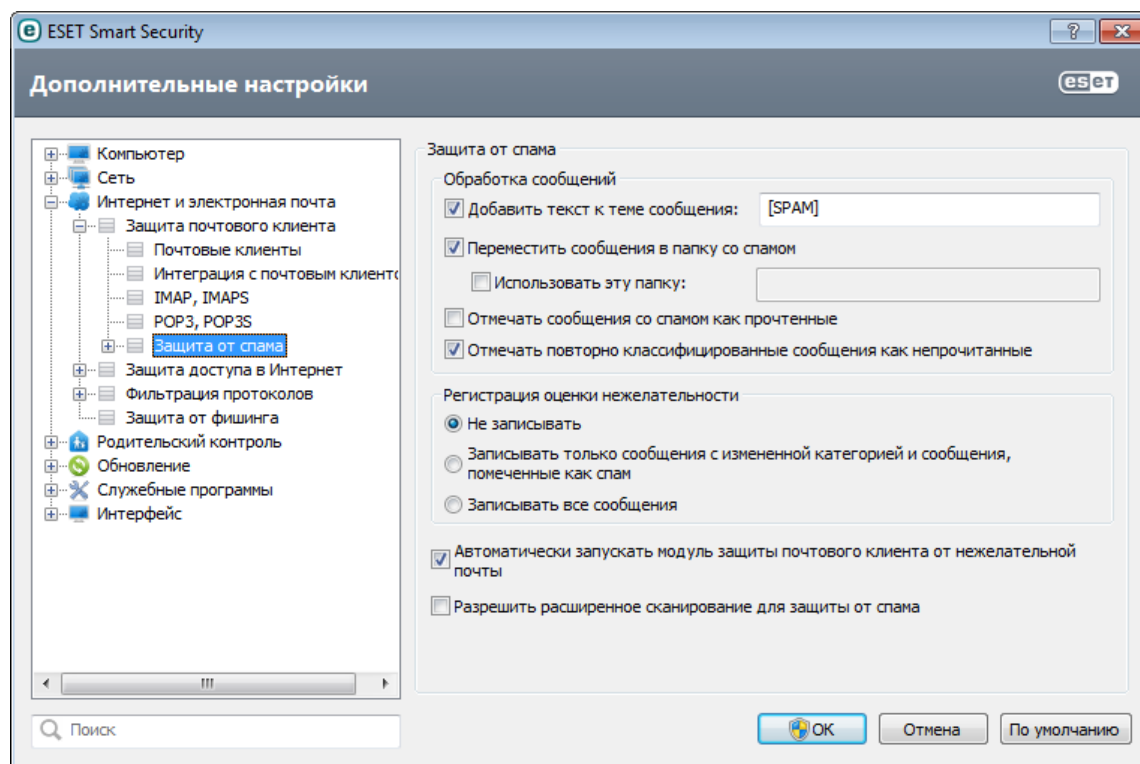 ESET Smart Security
Дополнительные настройки
eset
Компьютер
Сеть
Интернет и электронная почта
Защита почтового клиента
Почтовые клиенты
Интеграция с почтовым клиенто
IMAP, IMAPS
POP3, POP3S
Защита от спама
Защита доступа в Интернет
Фильтрация протоколов
Защита от фишинга
Родительский контроль
Обновление
Служебные программы
Интерфейс
Поиск
Защита от спама
Обработка сообщений
Добавить текст к теме сообщения: [SPAM]
Переместить сообщения в папку со спамом
Использовать эту папку:
Отмечать сообщения со спамом как прочтенные
Отмечать повторно классифицированные сообщения как непрочитанные
Регистрация оценки нежелательности
Не записывать
Записывать только сообщения с измененной категорией и сообщения,
помеченные как спам
Записывать все сообщения
Автоматически запускать модуль защиты почтового клиента от нежелательной
почты
Разрешить расширенное сканирование для защиты от спама
OK Отмена По умолчанию